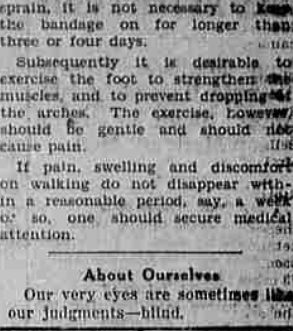 sprain, it is not necessary to keep
the bandage on for longer than
three or four days.
Subsequently it is desirable to
exercise the foot to strengthen the
muscles, and to prevent dropping of
the arches. The exercise, however,
should be gentle and should not
cause pain.
If pain, swelling and discomfort
on walking do not disappear with-
in a reasonable period, say, a week
or so, one should secure medical
attention.
About Ourselves
Our very eyes are sometimes like
our judgments—blind.